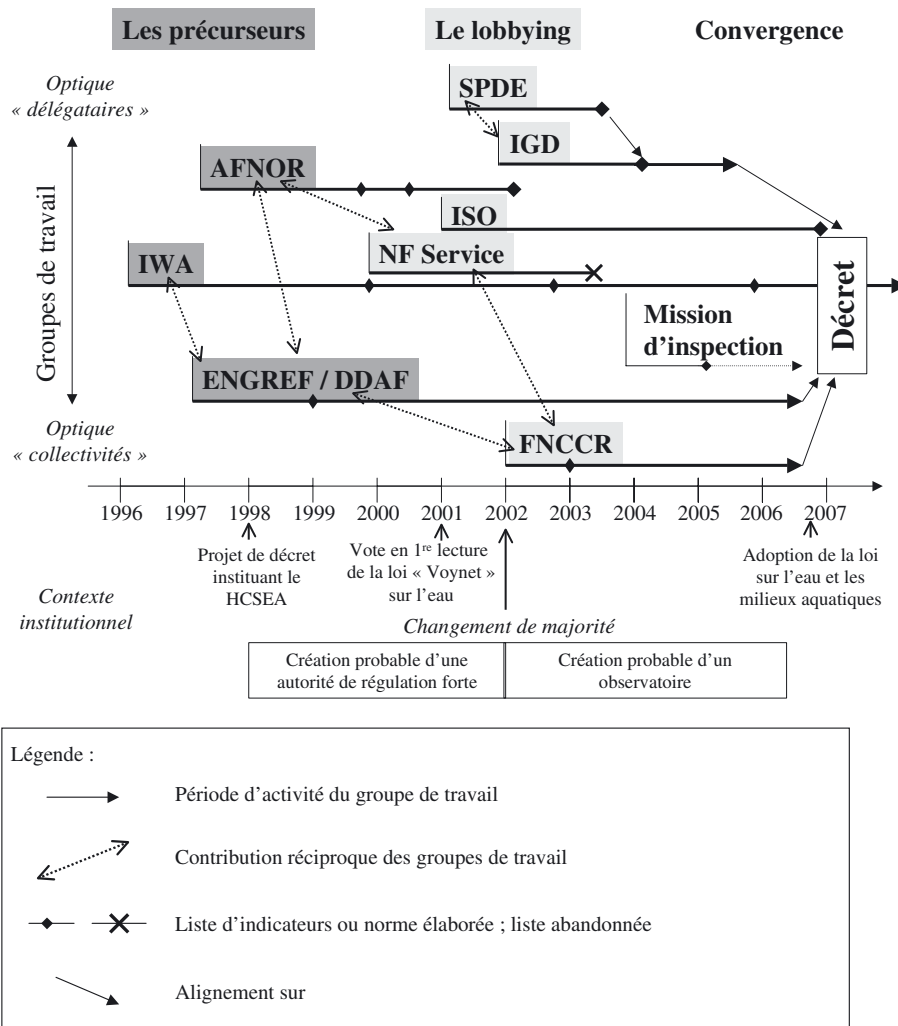 Les précurseurs
Le lobbying
Convergence
Optique
« délégataires »
Groupes de travail
Optique
« collectivités »
SPDE
IGD
AFNOR
ISO
NF Service
IWA
Mission
d'inspection
Décret
ENGREF / DDAF
FNCCR
1996
1997
1998
1999
2000
2001
2002
2003
2004
2005
2006
2007
Projet de décret
instituant le
HCSEA
Vote en 1re lecture
de la loi « Voynet »
sur l'eau
Adoption de la loi
sur l'eau et les
milieux aquatiques
Contexte
institutionnel
Changement de majorité
Création probable d'une
autorité de régulation forte
Création probable d'un
observatoire
Légende :
Période d'activité du groupe de travail
Contribution réciproque des groupes de travail
Liste d'indicateurs ou norme élaborée ; liste abandonnée
Alignement sur